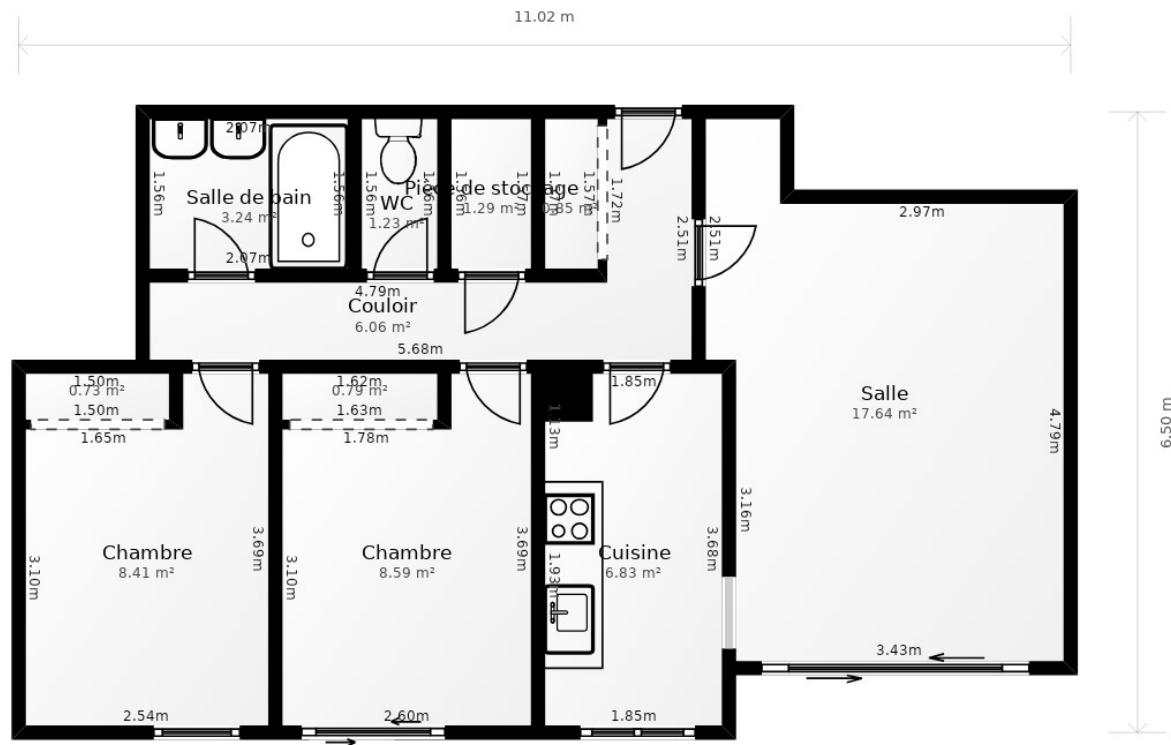 11.02 m
2.07m
1.56m
1.56m
1.56m
1.72m
Salle de bain
Pièce de stockage
WC
3.24 m²
1.23 m²
1.29 m²
0.85 m²
1.57m
2.97m
2.51m
2.51m
2.07m
4.79m
Couloir
6.06 m²
5.68m
1.50m
0.73 m²
1.50m
1.65m
1.62m
0.79 m²
1.63m
1.78m
1.85m
Salle
17.64 m²
4.79m
6.50 m
3.16m
Chambre
8.41 m²
3.10m
3.69m
Chambre
8.59 m²
3.10m
3.69m
Cuisine
6.83 m²
1.93m
3.68m
3.43m
2.54m
2.60m
1.85m